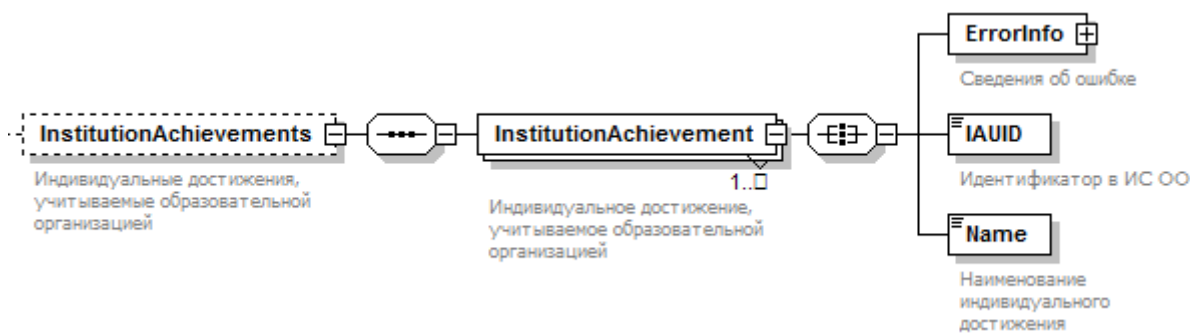 ErrorInfo
Сведения об ошибке
InstitutionAchievements
Индивидуальные достижения,
учитываемые образовательной
организацией
InstitutionAchievement
1..□
Индивидуальное достижение,
учитываемое образовательной
организацией
IAUID
Идентификатор в ИС ОО
Name
Наименование
индивидуального
достижения